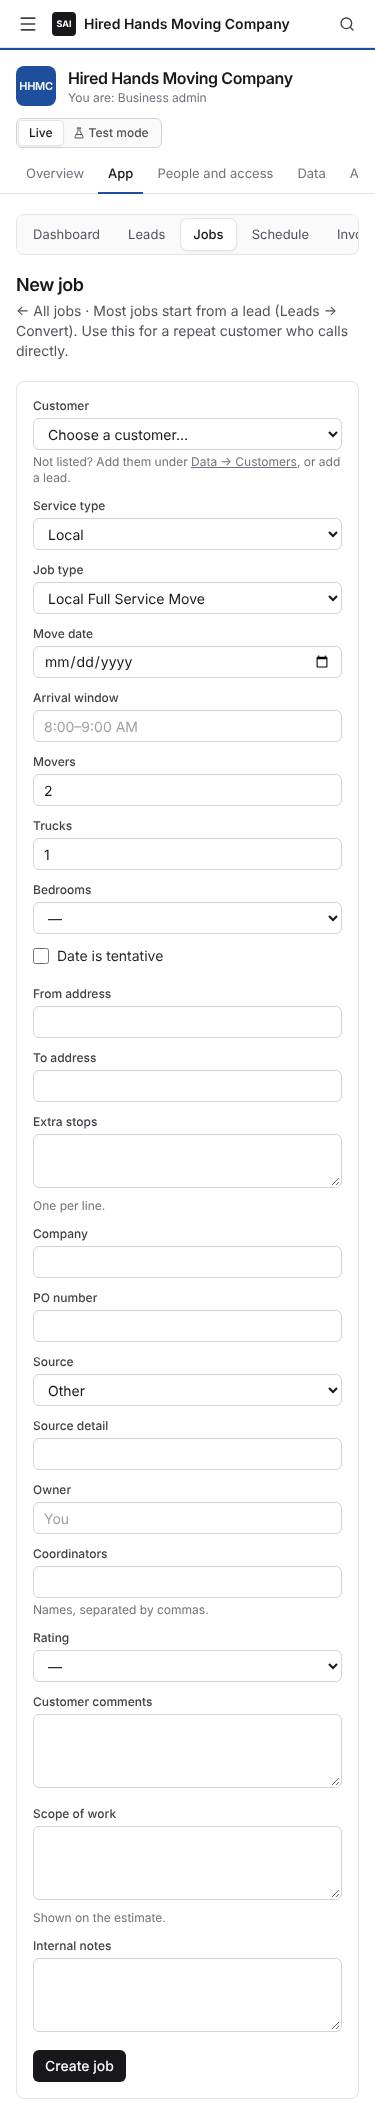 SAI Hired Hands Moving Company
HHMC
Hired Hands Moving Company
You are: Business admin
Live Test mode
Overview App People and access Data A
Dashboard Leads Jobs Schedule Invo
New job
← All jobs · Most jobs start from a lead (Leads →
Convert). Use this for a repeat customer who calls
directly.
Customer
Choose a customer...
Not listed? Add them under Data → Customers, or add
a lead.
Service type
Local
Job type
Local Full Service Move
Move date
mm/dd/yyyy
Arrival window
8:00–9:00 AM
Movers
2
Trucks
1
Bedrooms
—
Date is tentative
From address
To address
Extra stops
One per line.
Company
PO number
Source
Other
Source detail
Owner
You
Coordinators
Names, separated by commas.
Rating
—
Customer comments
Scope of work
Shown on the estimate.
Internal notes
Create job